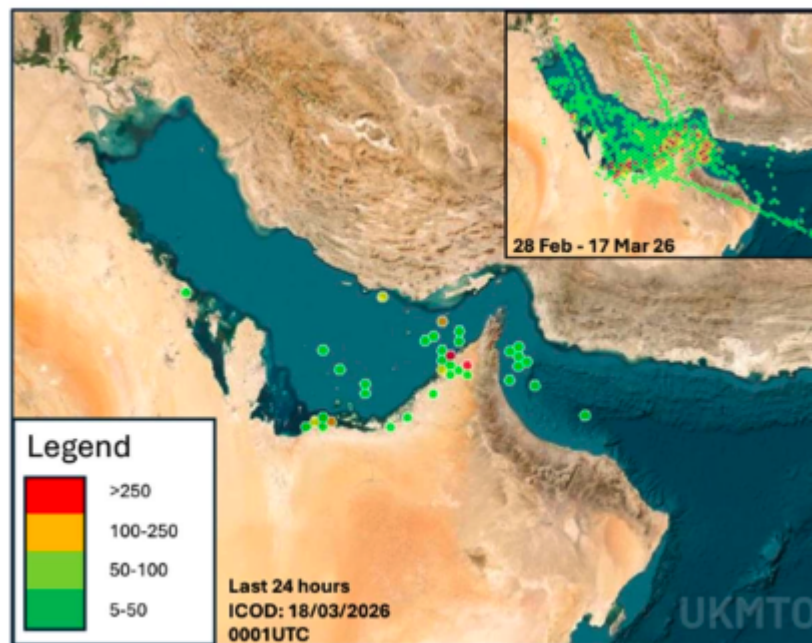 28 Feb - 17 Mar 26
Legend
>250
100-250
50-100
5-50
Last 24 hours
ICOD: 18/03/2026
0001UTC
UKMTO